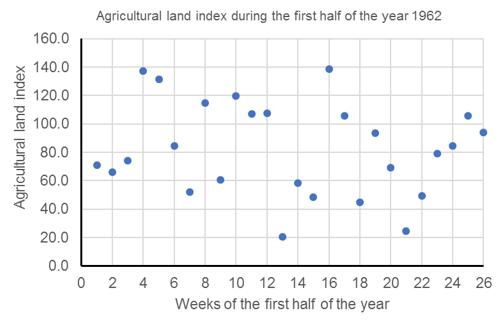 Agricultural land index during the first half of the year 1962
160.0
140.0
120.0
100.0
80.0
60.0
40.0
20.0
0.0
Agricultural land index
0 2 4 6 8 10 12 14 16 18 20 22 24 26
Weeks of the first half of the year